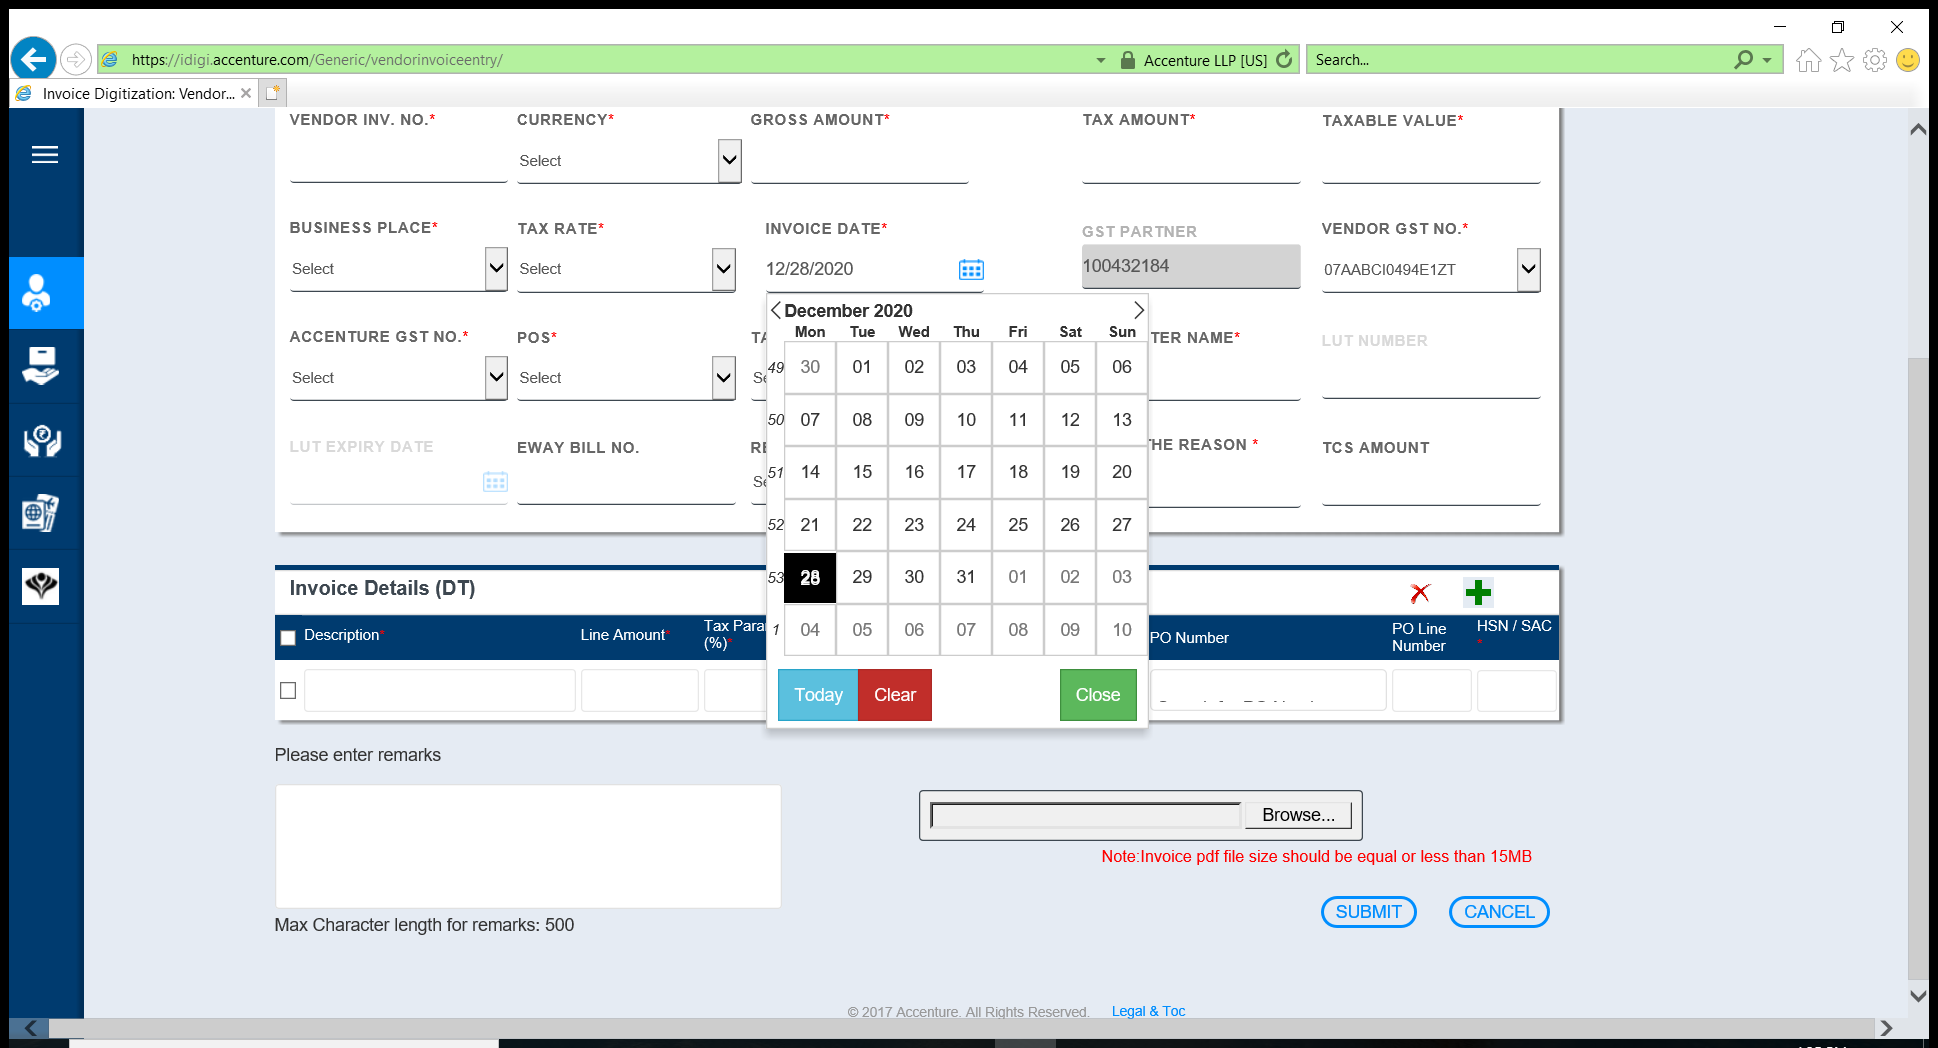 https://idigi.accenture.com/Generic/vendorinvoiceentry/
Accenture LLP [US]
Search...
Invoice Digitization: Vendor...
VENDOR INV. NO.*
CURRENCY*
GROSS AMOUNT*
TAX AMOUNT*
TAXABLE VALUE*
Select
BUSINESS PLACE*
TAX RATE*
INVOICE DATE*
GST PARTNER
VENDOR GST NO.*
Select
Select
12/28/2020
100432184
07AABCI0494E1ZT
ACCENTURE GST NO.*
POS*
TER NAME*
LUT NUMBER
Select
Select
LUT EXPIRY DATE
EWAY BILL NO.
THE REASON *
TCS AMOUNT
December 2020
Mon Tue Wed Thu Fri Sat Sun
49 30 01 02 03 04 05 06
50 07 08 09 10 11 12 13
51 14 15 16 17 18 19 20
52 21 22 23 24 25 26 27
53 28 29 30 31 01 02 03
1 04 05 06 07 08 09 10
Today Clear Close
Invoice Details (DT)
Description*
Line Amount*
Tax Para
(%)*
PO Number
PO Line
Number
HSN / SAC
*
Please enter remarks
Browse...
Note:Invoice pdf file size should be equal or less than 15MB
SUBMIT
CANCEL
Max Character length for remarks: 500
© 2017 Accenture. All Rights Reserved.
Legal & Toc